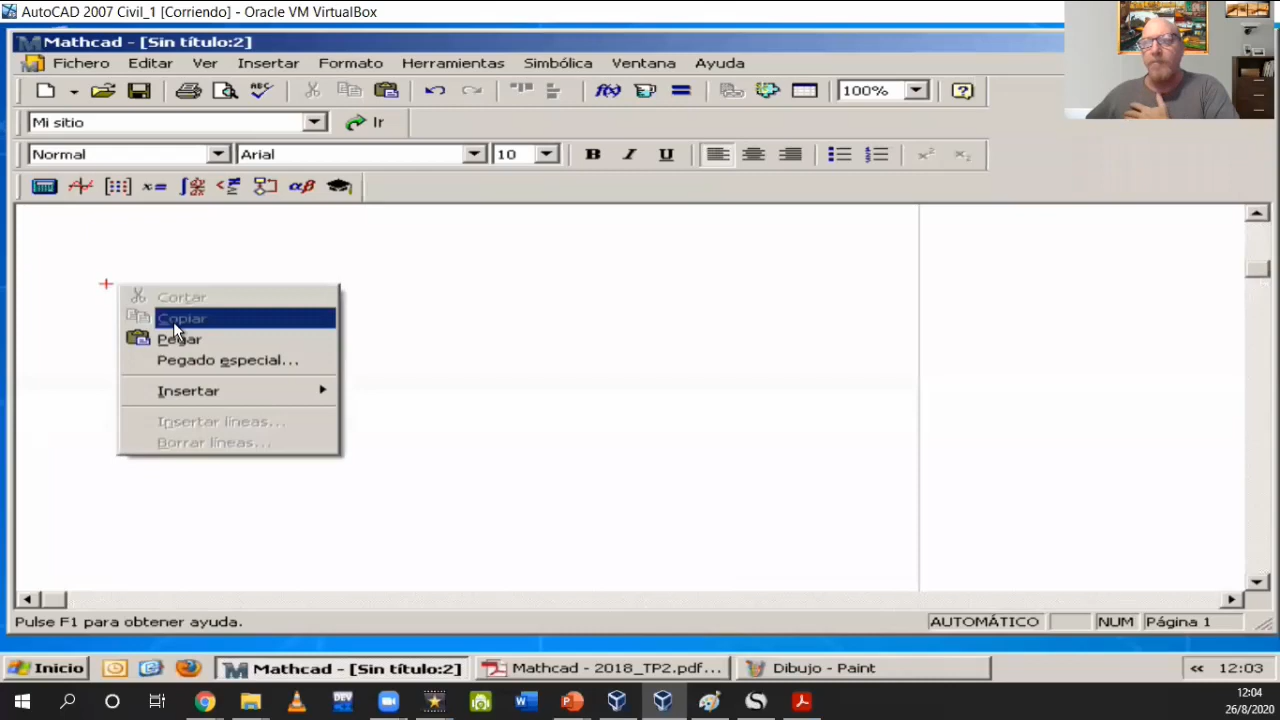 AutoCAD 2007 Civil_1 [Corriendo] - Oracle VM VirtualBox
Mathcad - [Sin título:2]
Fichero Editar Ver Insertar Formato Herramientas Simbólica Ventana Ayuda
100%
Mi sitio Ir
Normal Arial 10 B I U
Cortar
Copiar
Pegar
Pegado especial...
Insertar
Insertar líneas...
Borrar líneas...
Pulse F1 para obtener ayuda. AUTOMÁTICO NUM Página 1
Inicio Mathcad - [Sin título:2] Mathcad - 2018_TP2.pdf... Dibujo - Paint << 12:03
12:04
26/8/2020